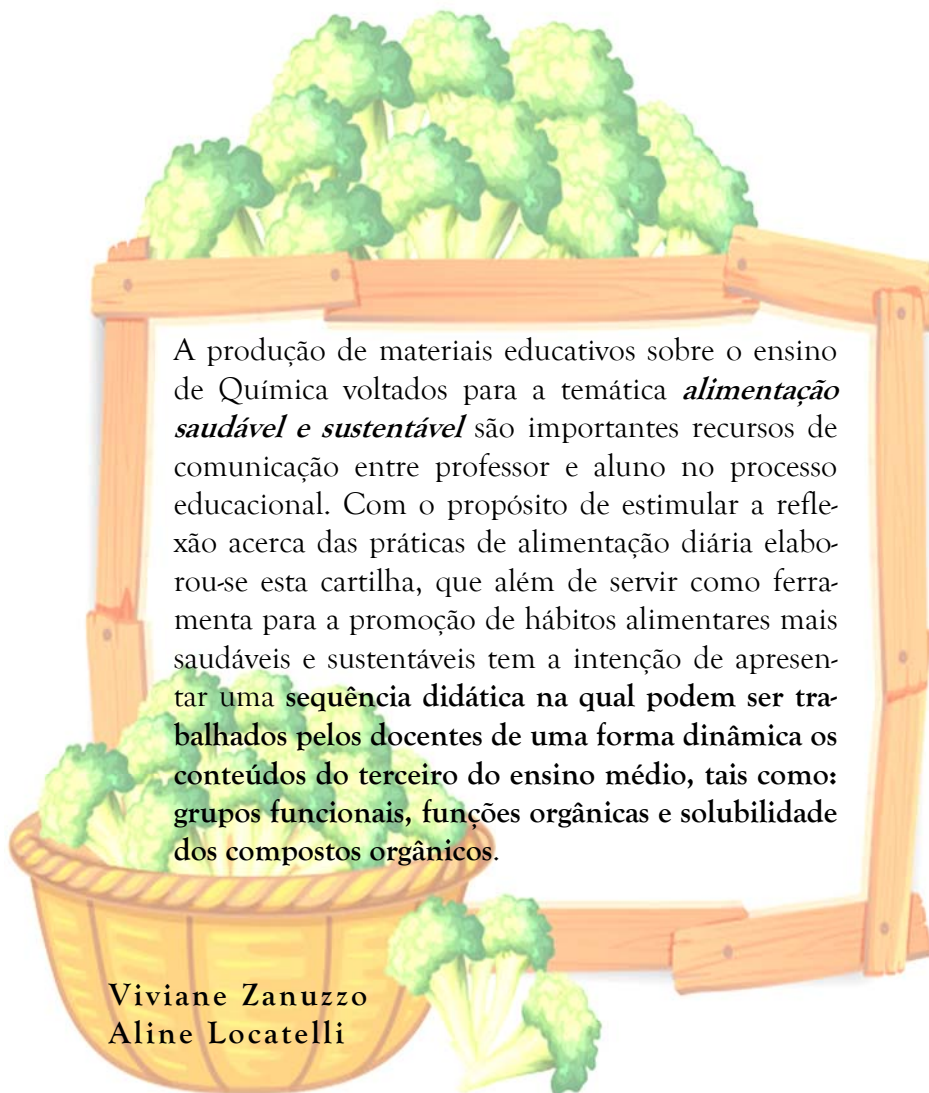 A produção de materiais educativos sobre o ensino
de Química voltados para a temática alimentação
saudável e sustentável são importantes recursos de
comunicação entre professor e aluno no processo
educacional. Com o propósito de estimular a refle-
xão acerca das práticas de alimentação diária elabo-
rou-se esta cartilha, que além de servir como ferra-
menta para a promoção de hábitos alimentares mais
saudáveis e sustentáveis tem a intenção de apresen-
tar uma sequência didática na qual podem ser tra-
balhados pelos docentes de uma forma dinâmica os
conteúdos do terceiro do ensino médio, tais como:
grupos funcionais, funções orgânicas e solubilidade
dos compostos orgânicos.
Viviane Zanuzzo
Aline Locatelli